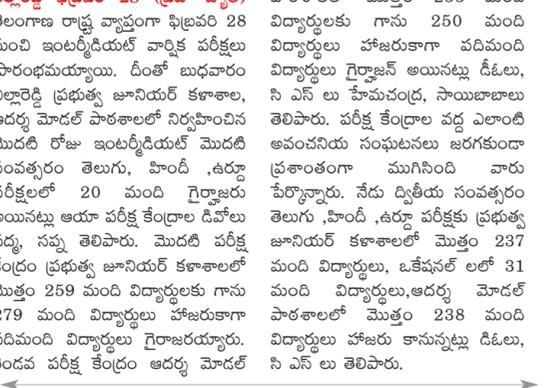 తెలంగాణ రాష్ట్ర వ్యాప్తంగా ఫిబ్రవరి 28
నుంచి ఇంటర్మీడియట్ వార్షిక పరీక్షలు
ప్రారంభమయ్యాయి. దీంతో బుధవారం
ప్రభుత్వ జూనియర్ కళాశాల,
ఆదర్శ మోడల్ పాఠశాలలో నిర్వహించిన
మొదటి రోజు ఇంటర్మీడియట్ మొదటి
సంవత్సరం తెలుగు, హిందీ ,ఉర్దూ
పరీక్షలలో 20 మంది గైర్హాజరు
అయినట్లు ఆయా పరీక్ష కేంద్రాల డివోలు
పద్మ, సప్న తెలిపారు. మొదటి పరీక్ష
కేంద్రం ప్రభుత్వ జూనియర్ కళాశాలలో
మొత్తం 259 మంది విద్యార్థులకు గాను
279 మంది విద్యార్థులు హాజరుకాగా
పదిమంది విద్యార్థులు గైరాజరయ్యారు.
రెండవ పరీక్ష కేంద్రం ఆదర్శ మోడల్
విద్యార్థులకు గాను 250 మంది
విద్యార్థులు హాజరుకాగా పదిమంది
విద్యార్థులు గైర్హాజన్ అయినట్లు డీఓలు,
సి ఎస్ లు హేమచంద్ర, సాయిబాబాలు
తెలిపారు. పరీక్ష కేంద్రాల వద్ద ఎలాంటి
అవంచనియ సంఘటనలు జరగకుండా
ప్రశాంతంగా ముగిసింది వారు
పేర్కొన్నారు. నేడు ద్వితీయ సంవత్సరం
తెలుగు ,హిందీ ,ఉర్దూ పరీక్షకు ప్రభుత్వ
జూనియర్ కళాశాలలో మొత్తం 237
మంది విద్యార్థులు, ఒకేషనల్ లలో 31
మంది విద్యార్థులు,ఆదర్శ మోడల్
పాఠశాలలో మొత్తం 238 మంది
విద్యార్థులు హాజరు కానున్నట్లు డీఓలు,
సి ఎస్ లు తెలిపారు.